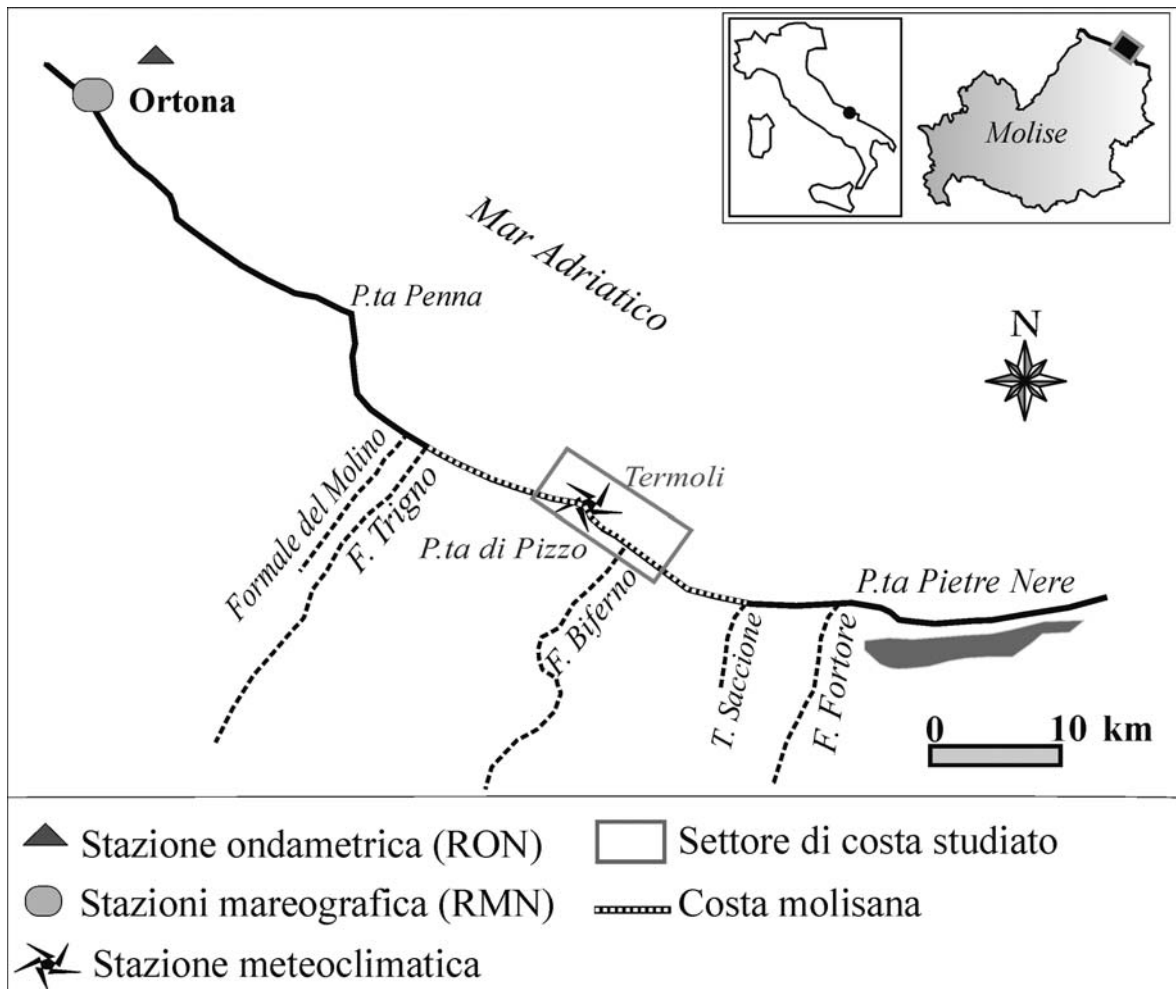 Ortona
Molise
Mar Adriatico
P.ta Penna
N
Formale del Molino
F. Trigno
Termoli
P.ta di Pizzo
F. Biferno
P.ta Pietre Nere
T. Saccione
F. Fortore
0 10 km
Stazione ondametrica (RON)
Settore di costa studiato
Stazioni mareografica (RMN)
Costa molisana
Stazione meteoclimatica